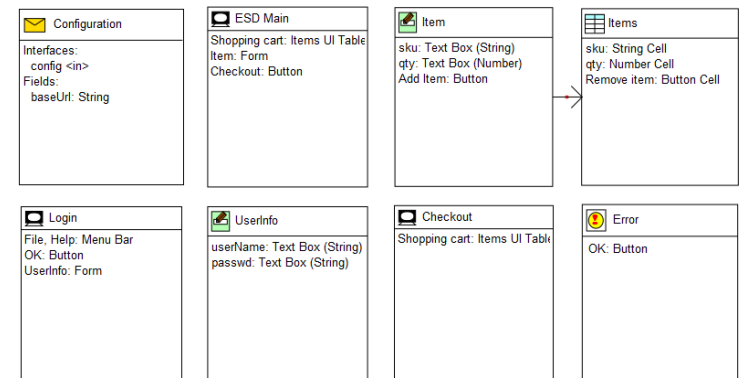 Configuration
Interfaces:
config <in>
Fields:
baseUrl: String
ESD Main
Shopping cart: Items UI Table
Item: Form
Checkout: Button
Item
sku: Text Box (String)
qty: Text Box (Number)
Add Item: Button
Items
sku: String Cell
qty: Number Cell
Remove item: Button Cell
Login
File, Help: Menu Bar
OK: Button
UserInfo: Form
UserInfo
userName: Text Box (String)
passwd: Text Box (String)
Checkout
Shopping cart: Items UI Table
Error
OK: Button